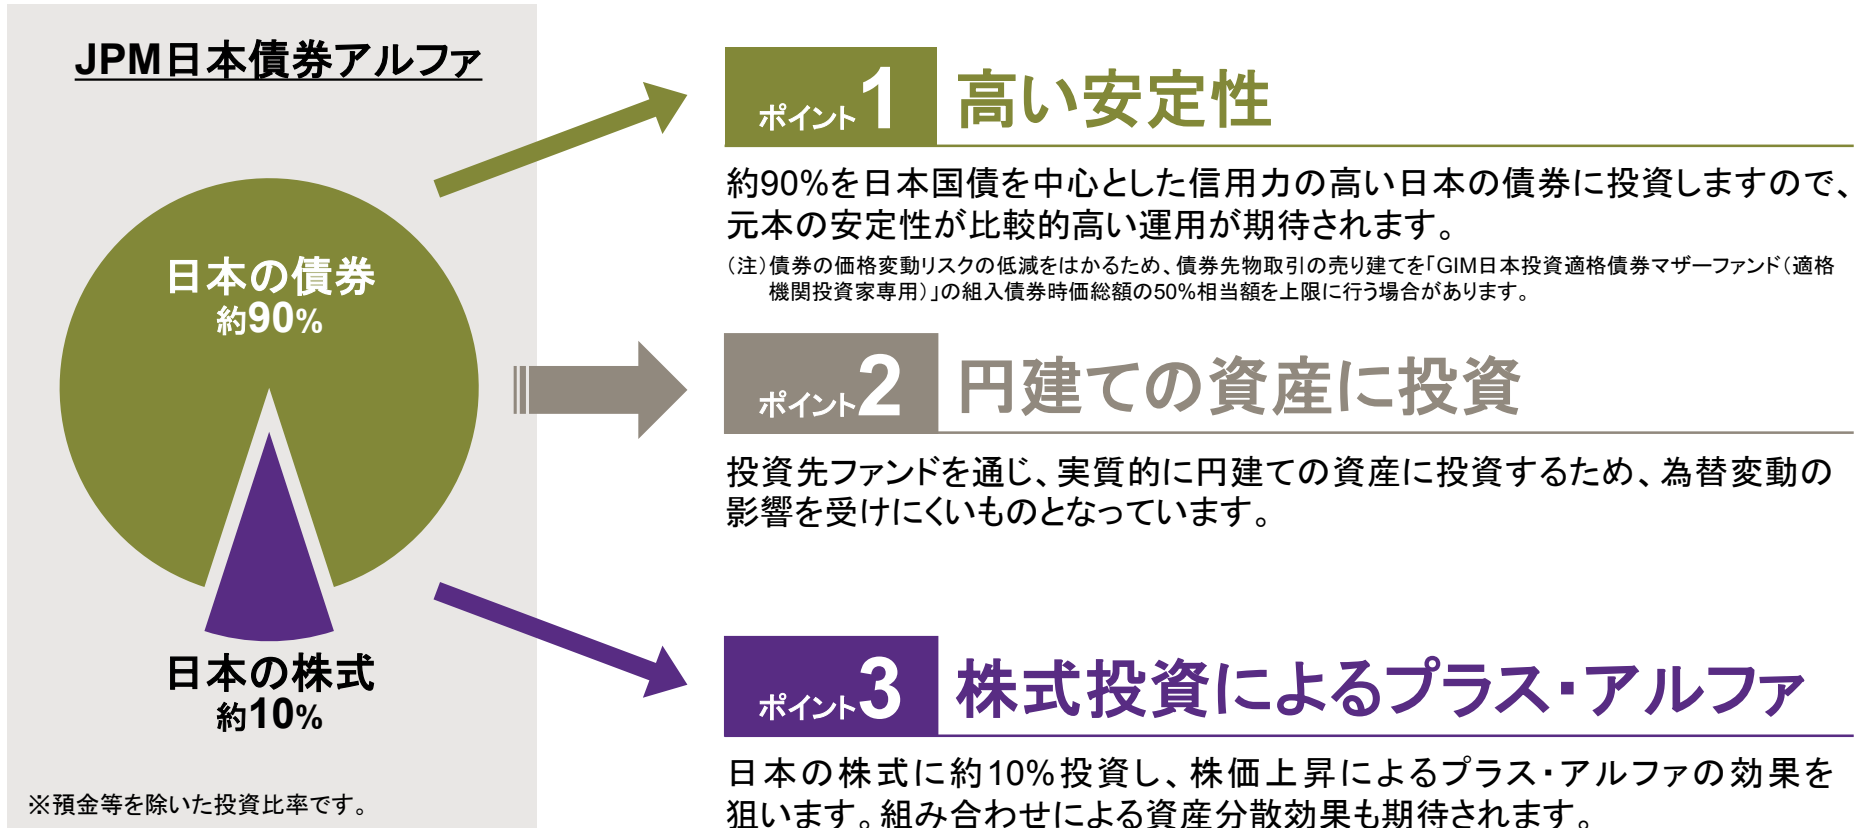 JPM日本債券アルファ
日本の債券
約90%
日本の株式
約10%
※預金等を除いた投資比率です。
ポイント1 高い安定性
約90%を日本国債を中心とした信用力の高い日本の債券に投資しますので、
元本の安定性が比較的高い運用が期待されます。
（注）債券の価格変動リスクの低減をはかるため、債券先物取引の売り建てを「GIM日本投資適格債券マザーファンド（適格
機関投資家専用）」の組入債券時価総額の50%相当額を上限に行う場合があります。
ポイント2 円建ての資産に投資
投資先ファンドを通じ、実質的に円建ての資産に投資するため、為替変動の
影響を受けにくいものとなっています。
ポイント3 株式投資によるプラス・アルファ
日本の株式に約10%投資し、株価上昇によるプラス・アルファの効果を
狙います。組み合わせによる資産分散効果も期待されます。